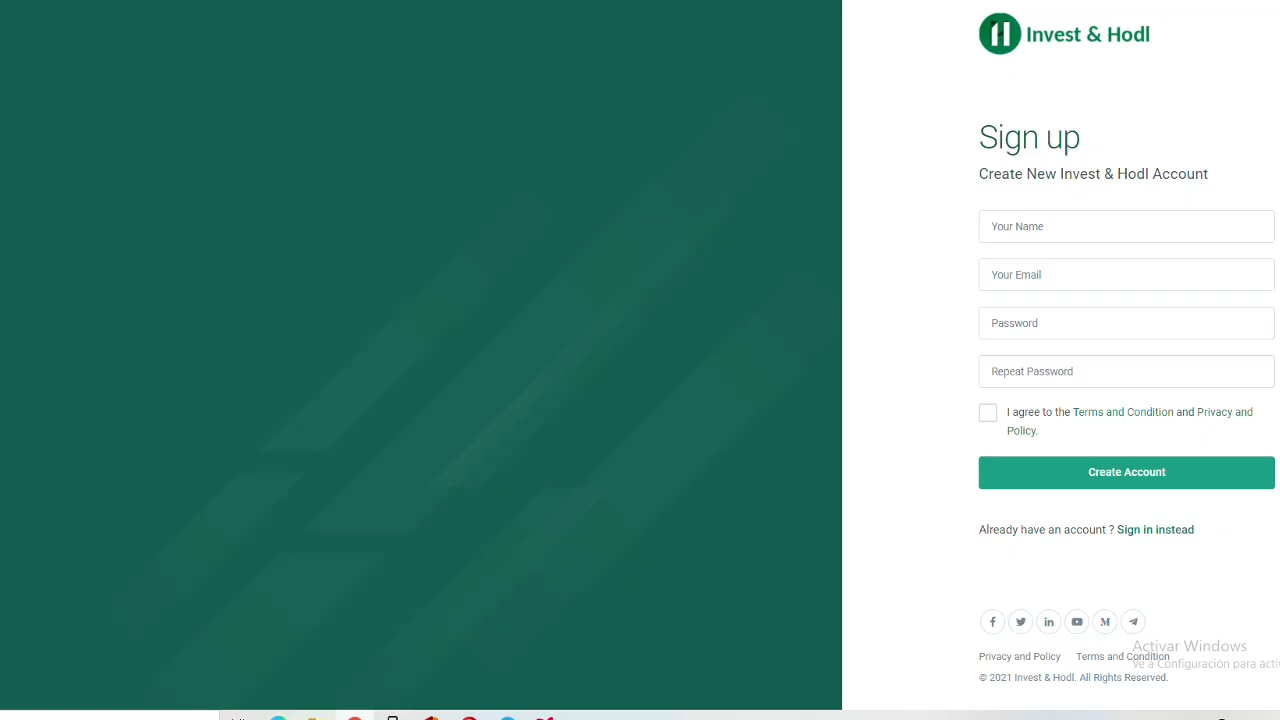 Invest & Hodl
Sign up
Create New Invest & Hodl Account
Your Name
Your Email
Password
Repeat Password
I agree to the Terms and Condition and Privacy and
Policy.
Create Account
Already have an account ? Sign in instead
Activar Windows
Privacy and Policy Terms and Condition
Ve a Configuración para
© 2021 Invest & Hodl. All Rights Reserved.